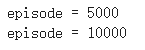 episode = 5000
episode = 10000